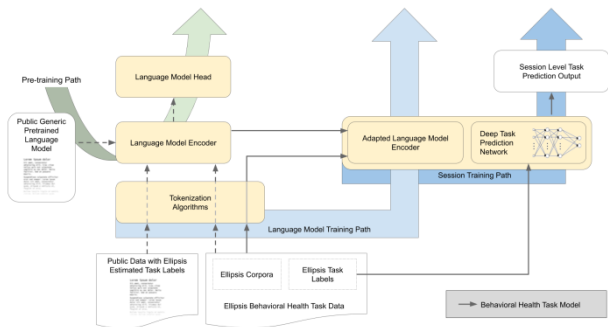 Pre-training Path
Language Model Head
Session Level Task
Prediction Output
Public Generic
Pretrained
Language
Model
Language Model Encoder
Adapted Language Model
Encoder
Deep Task
Prediction
Network
Session Training Path
Tokenization
Algorithms
Language Model Training Path
Public Data with Ellipsis
Estimated Task Labels
Ellipsis Corpora
Ellipsis Task
Labels
Ellipsis Behavioral Health Task Data
Behavioral Health Task Model